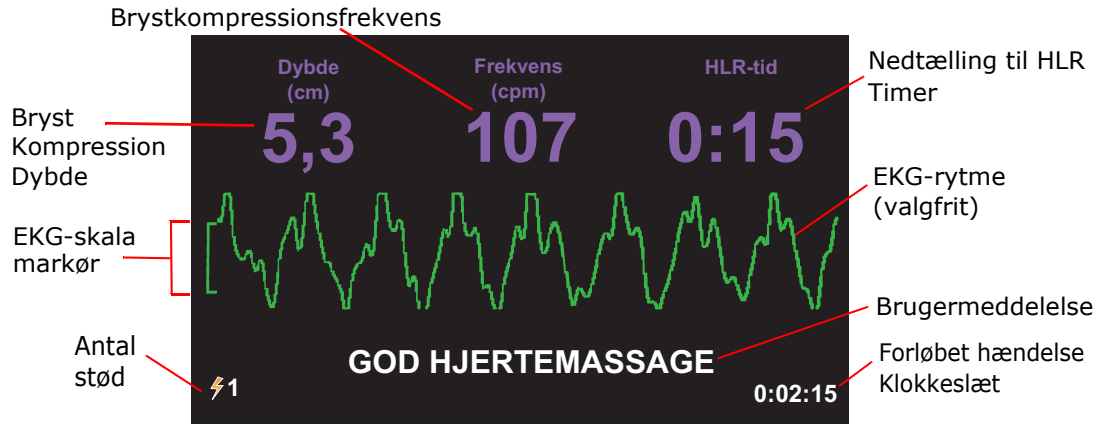 Brystkompressionsfrekvens
Dybde
(cm)
Frekvens
(cpm)
HLR-tid
Nedtælling til HLR
Timer
Bryst
Kompression
Dybde
5,3
107
0:15
EKG-rytme
(valgfrit)
EKG-skala
markør
Brugermeddelelse
Antal
stød
GOD HJERTEMASSAGE
Forløbet hændelse
Klokkeslæt
1
0:02:15